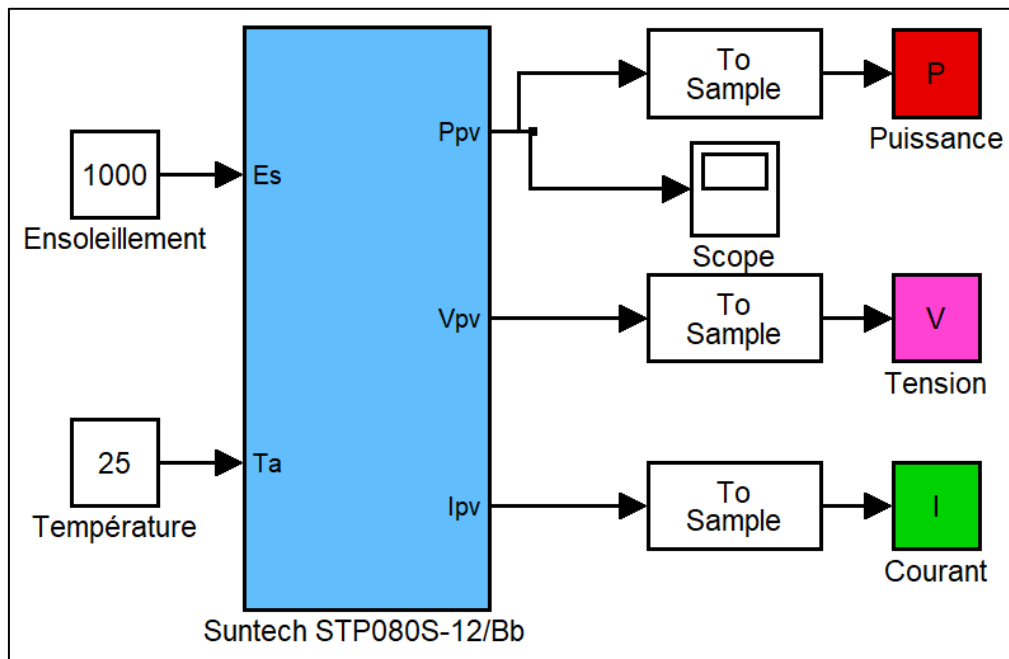 To
Sample
P
Puissance
Ppv
1000
Es
Ensoleillement
Scope
Vpv
To
Sample
V
Tension
25
Ta
Température
Ipv
To
Sample
I
Courant
Suntech STP080S-12/Bb